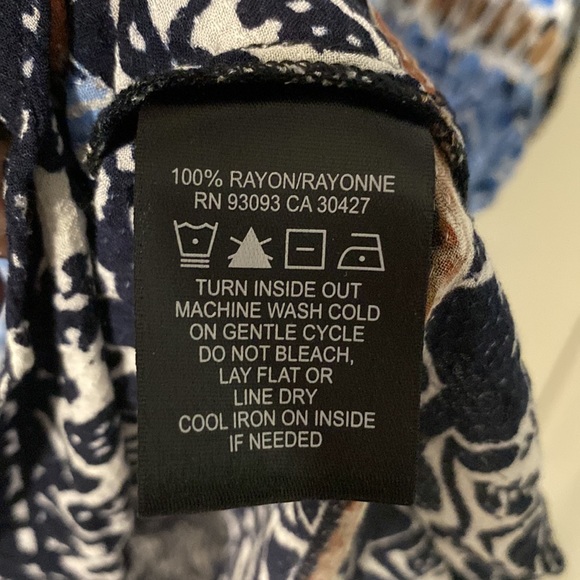 100% RAYON/RAYONNE
RN 93093 CA 30427
TURN INSIDE OUT
MACHINE WASH COLD
ON GENTLE CYCLE
DO NOT BLEACH,
LAY FLAT OR
LINE DRY
COOL IRON ON INSIDE
IF NEEDED